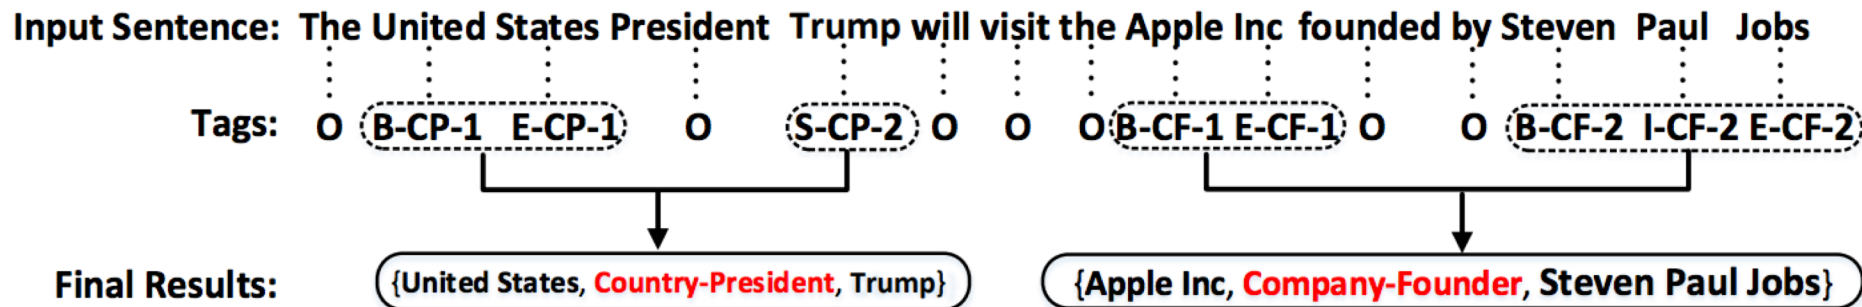 Input Sentence: The United States President Trump will visit the Apple Inc founded by Steven Paul Jobs
Tags: O B-CP-1 E-CP-1 O S-CP-2 O O O B-CF-1 E-CF-1 O O B-CF-2 I-CF-2 E-CF-2
Final Results: {United States, Country-President, Trump} {Apple Inc, Company-Founder, Steven Paul Jobs}